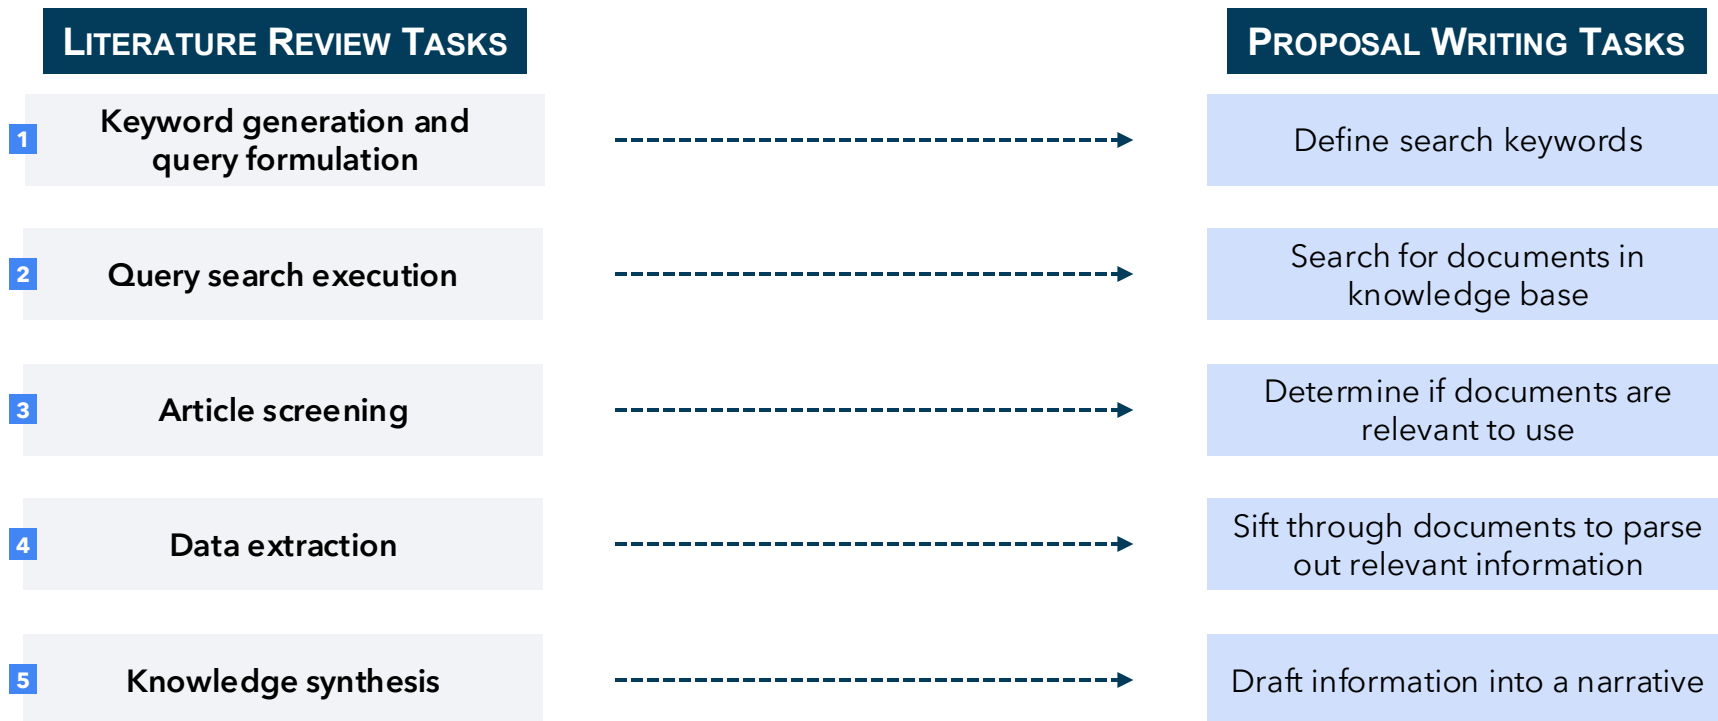 LITERATURE REVIEW TASKS
PROPOSAL WRITING TASKS
1
Keyword generation and
query formulation
Define search keywords
2
Query search execution
Search for documents in
knowledge base
3
Article screening
Determine if documents are
relevant to use
4
Data extraction
Sift through documents to parse
out relevant information
5
Knowledge synthesis
Draft information into a narrative